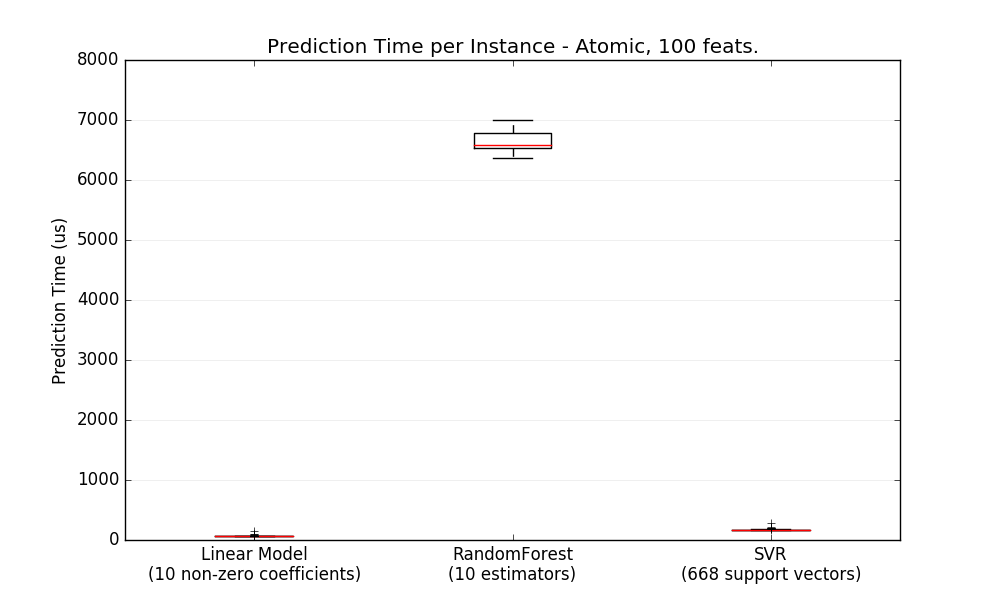 Prediction Time per Instance - Atomic, 100 feats.
8000
7000
6000
5000
4000
3000
2000
1000
0
Prediction Time (us)
Linear Model
(10 non-zero coefficients)
RandomForest
(10 estimators)
SVR
(668 support vectors)